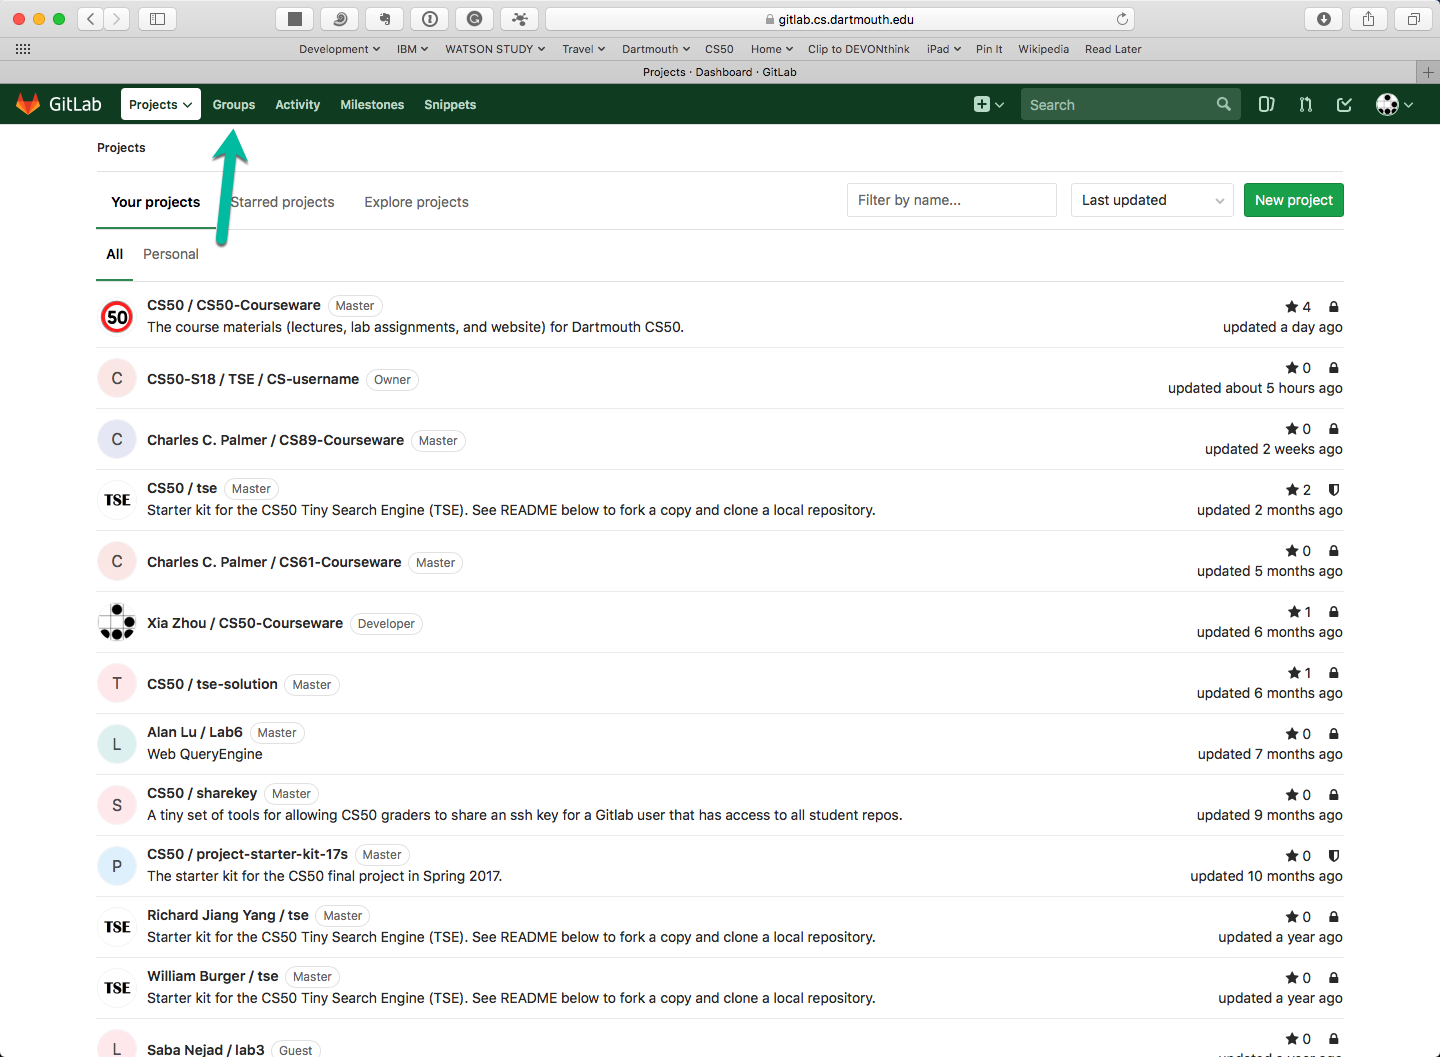 gitlab.cs.dartmouth.edu
Development IBM WATSON STUDY Travel Dartmouth CS50 Home Clip to DEVONthink iPad Pin It Wikipedia Read Later
Projects · Dashboard · GitLab
GitLab Projects Groups Activity Milestones Snippets Search
Projects
Your projects Starred projects Explore projects Filter by name... Last updated New project
All Personal
50 CS50 / CS50-Courseware Master 4
The course materials (lectures, lab assignments, and website) for Dartmouth CS50. updated a day ago
C CS50-S18 / TSE / CS-username Owner 0
updated about 5 hours ago
C Charles C. Palmer / CS89-Courseware Master 0
updated 2 weeks ago
TSE CS50 / tse Master 2
Starter kit for the CS50 Tiny Search Engine (TSE). See README below to fork a copy and clone a local repository. updated 2 months ago
C Charles C. Palmer / CS61-Courseware Master 0
updated 5 months ago
Xia Zhou / CS50-Courseware Developer 1
updated 6 months ago
T CS50 / tse-solution Master 1
updated 6 months ago
L Alan Lu / Lab6 Master 0
Web QueryEngine updated 7 months ago
S CS50 / sharekey Master 0
A tiny set of tools for allowing CS50 graders to share an ssh key for a Gitlab user that has access to all student repos. updated 9 months ago
P CS50 / project-starter-kit-17s Master 0
The starter kit for the CS50 final project in Spring 2017. updated 10 months ago
TSE Richard Jiang Yang / tse Master 0
Starter kit for the CS50 Tiny Search Engine (TSE). See README below to fork a copy and clone a local repository. updated a year ago
TSE William Burger / tse Master 0
Starter kit for the CS50 Tiny Search Engine (TSE). See README below to fork a copy and clone a local repository. updated a year ago
L Saba Nejad / lab3 Guest 0